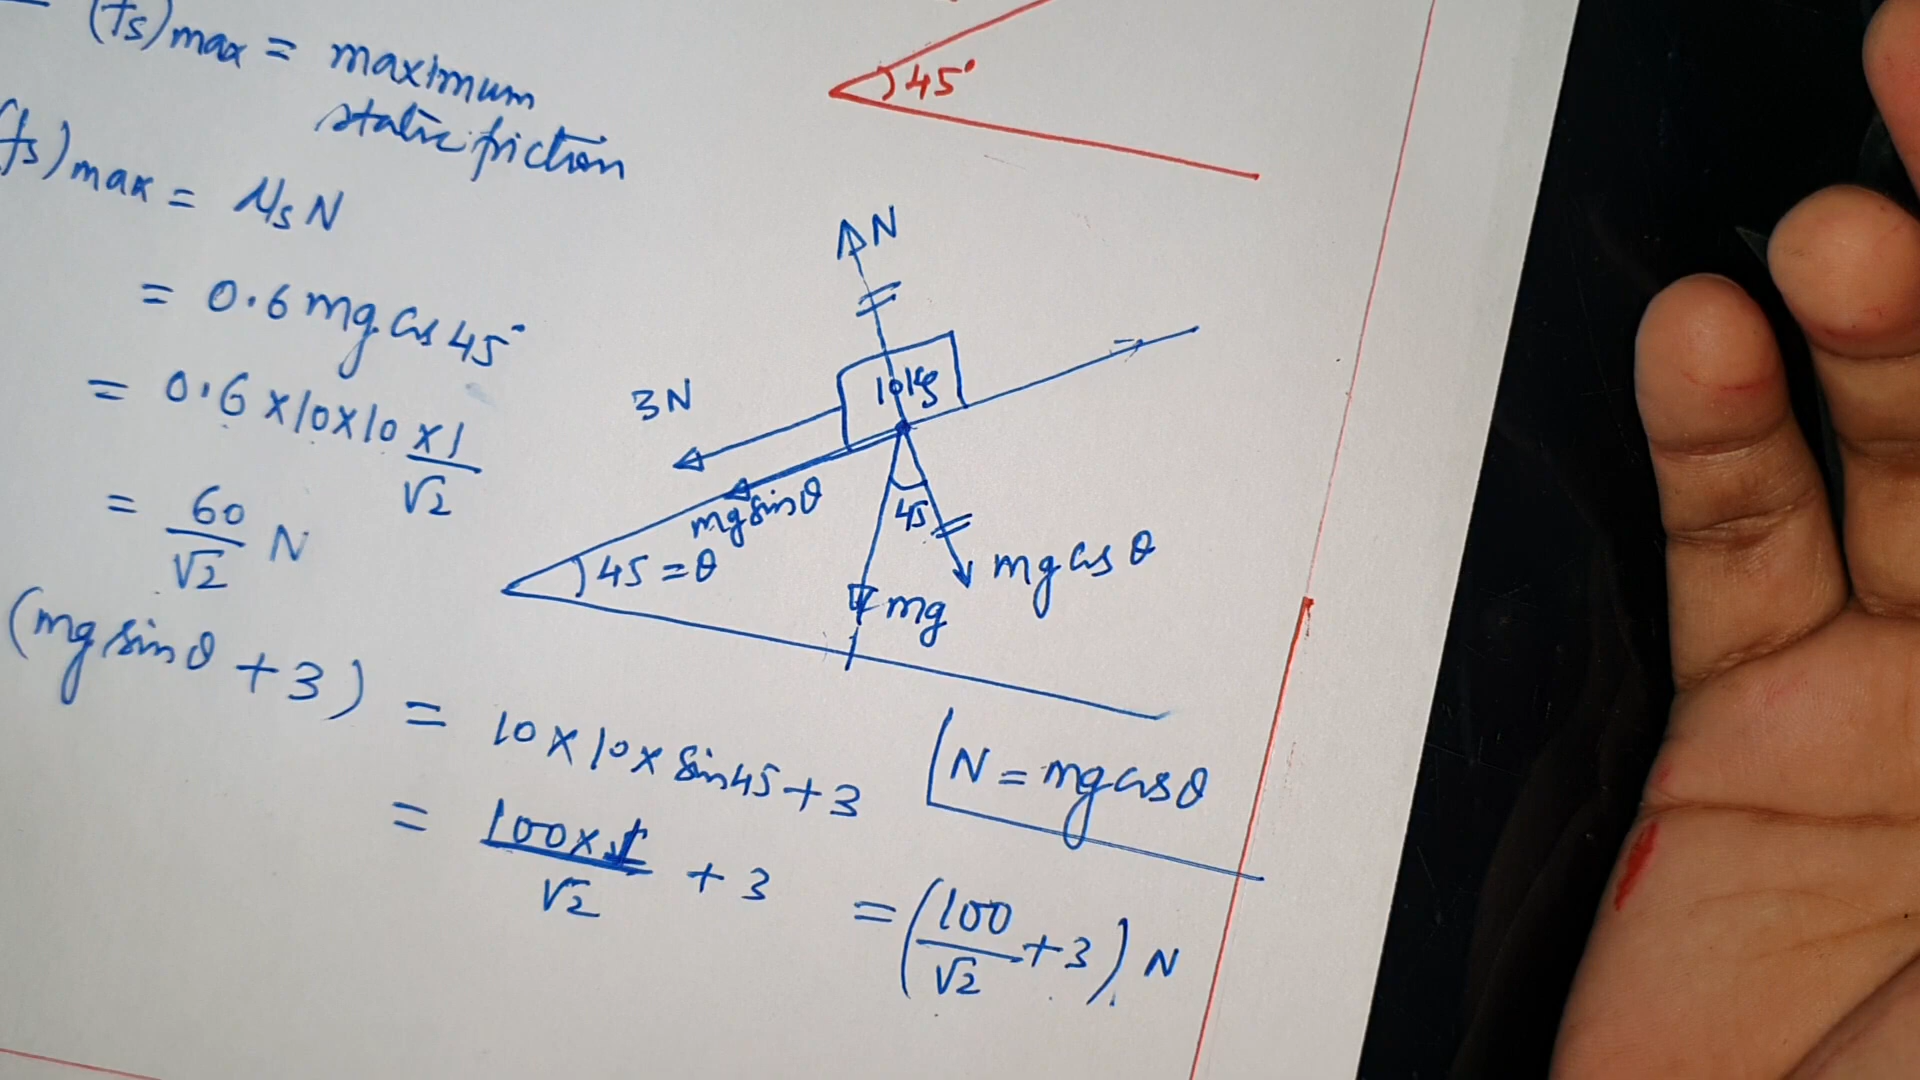 (fs)max = maximum
static friction
45°
(fs)max = μs N
= 0.6 mg cos 45°
= 0.6 × 10 × 10 × 1/√2
= 60/√2 N
N
10kg
3N
mg sin θ
45
45 = θ
mg cos θ
mg
(mg sin θ + 3) = 10 × 10 × sin 45 + 3
N = mg cos θ
= 100 × 1/√2 + 3 = (100/√2 + 3) N